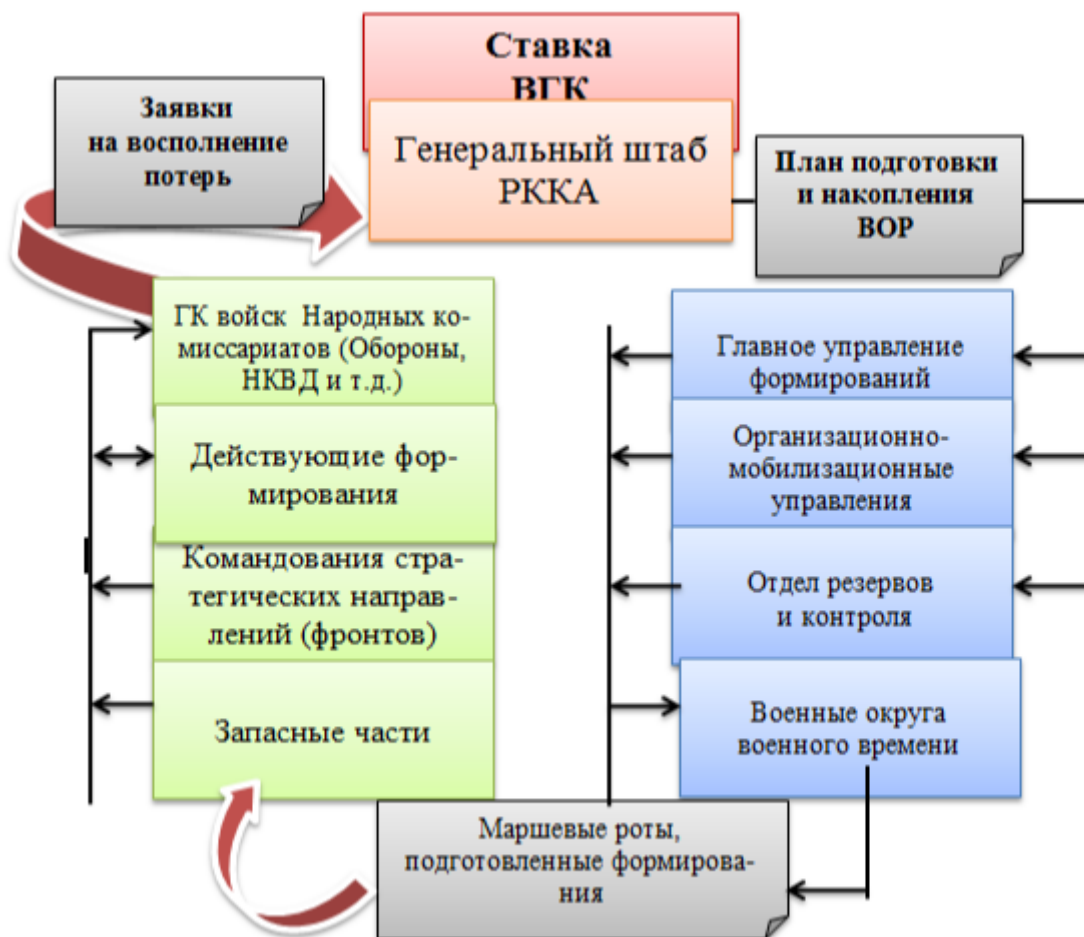 Ставка
ВГК
Заявки
на восполнение
потерь
Генеральный штаб
РККА
План подготовки
и накопления
ВОР
ГК войск Народных ко-
миссариатов (Обороны,
НКВД и т.д.)
Действующие фор-
мирования
Командования стра-
тегических направ-
лений (фронтов)
Запасные части
Главное управление
формирований
Организационно-
мобилизационные
управления
Отдел резервов
и контроля
Военные округа
военного времени
Маршевые роты,
подготовленные формирова-
ния